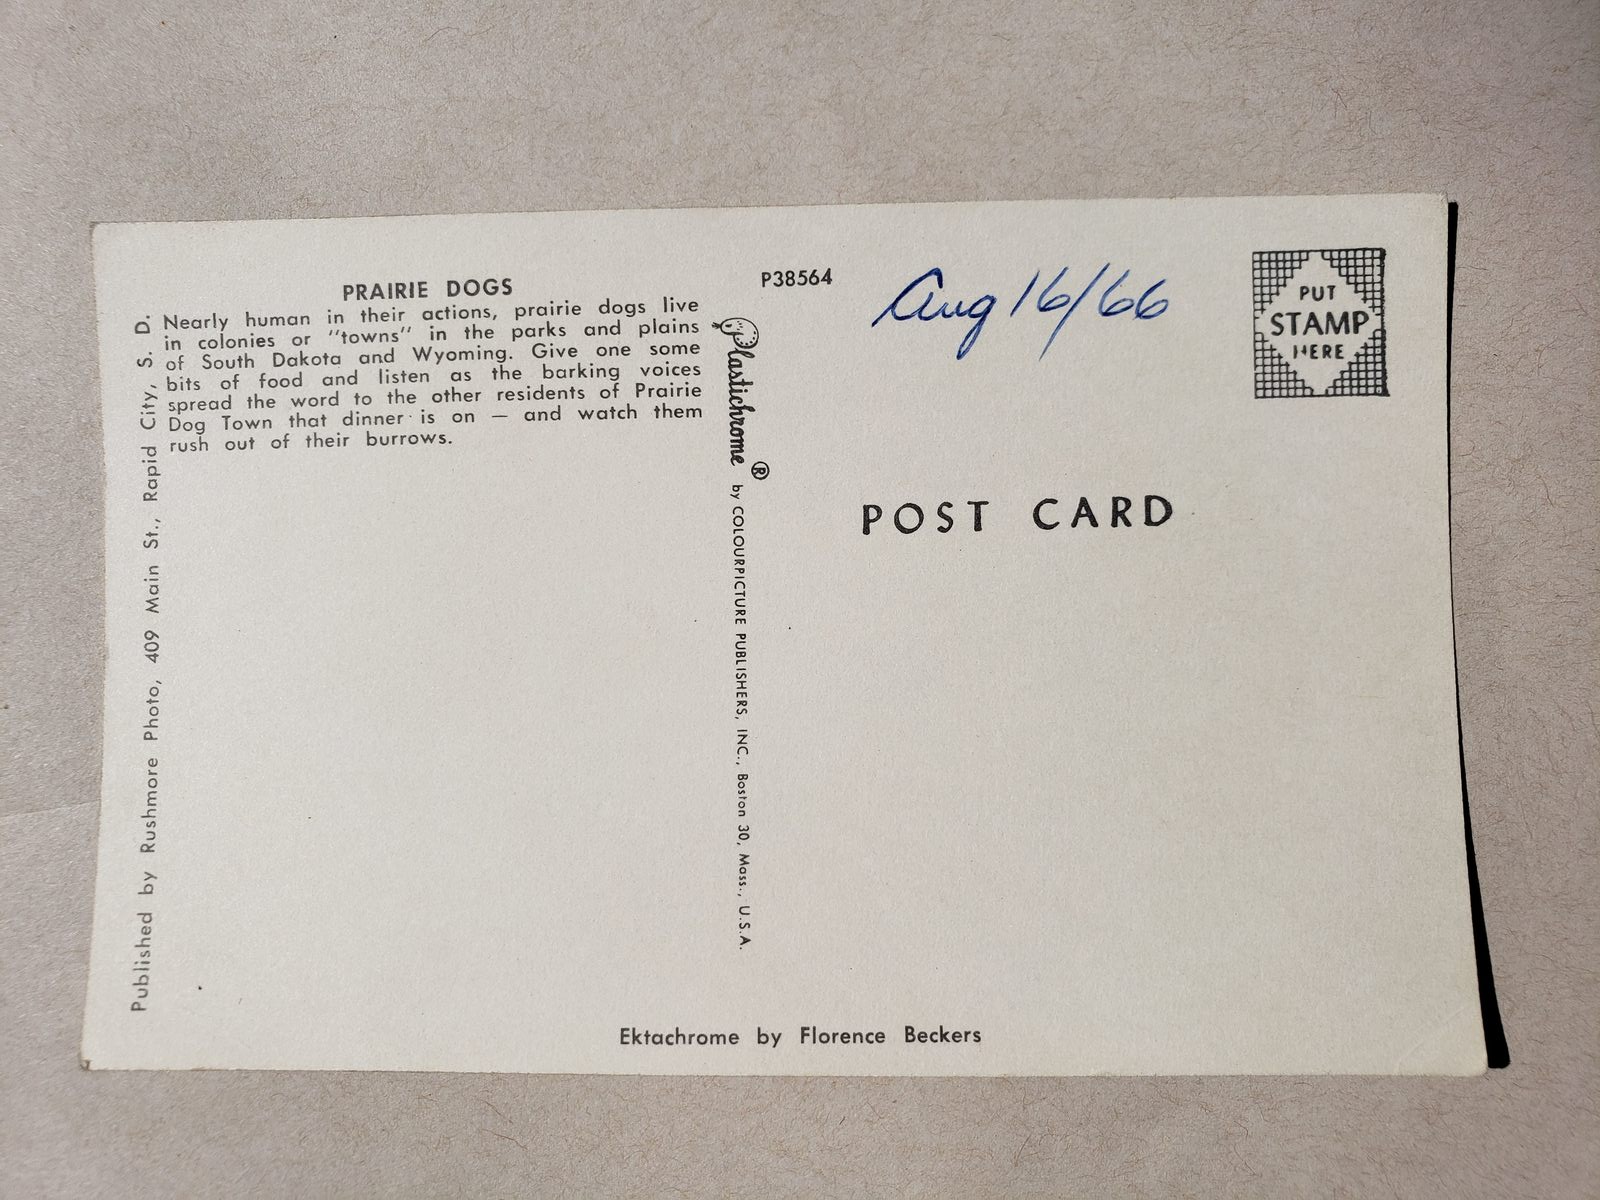 PRAIRIE DOGS
Nearly human in their actions, prairie dogs live
in colonies or "towns" in the parks and plains
of South Dakota and Wyoming. Give one some
bits of food and listen as the barking voices
spread the word to the other residents of Prairie
Dog Town that dinner is on — and watch them
rush out of their burrows.
Published by Rushmore Photo, 409 Main St., Rapid City, S. D.
P38564
Plastichrome® by COLOURPICTURE PUBLISHERS, INC., Boston 30, Mass., U.S.A.
Aug 16/66
PUT
STAMP
HERE
POST CARD
Ektachrome by Florence Beckers